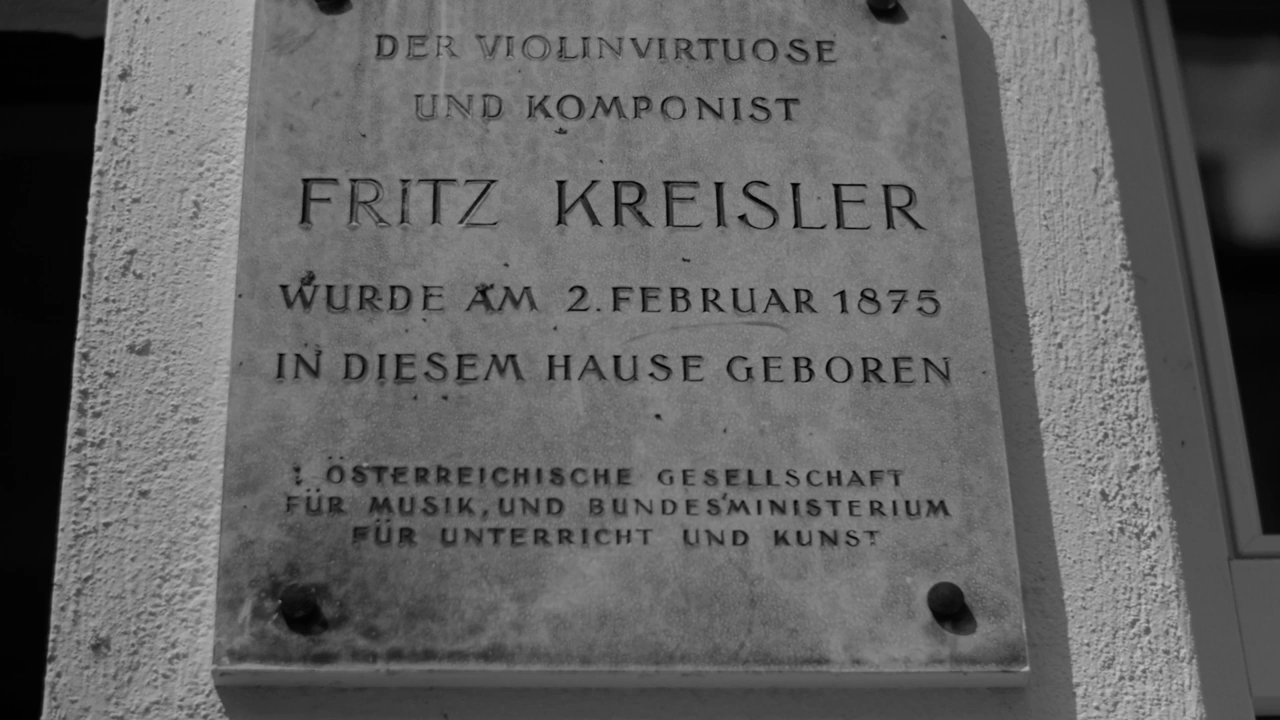 DER VIOLINVIRTUOSE
UND KOMPONIST
FRITZ KREISLER
WURDE AM 2. FEBRUAR 1875
IN DIESEM HAUSE GEBOREN
ÖSTERREICHISCHE GESELLSCHAFT
FÜR MUSIK, UND BUNDESMINISTERIUM
FÜR UNTERRICHT UND KUNST